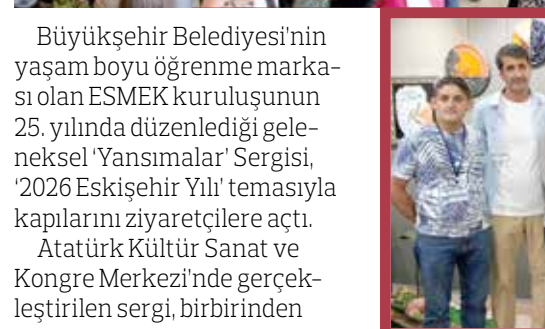 Büyükşehir Belediyesi'nin
yaşam boyu öğrenme marka-
sı olan ESMEK kuruluşunun
25. yılında düzenlediği gele-
neksel 'Yansımalar' Sergisi,
'2026 Eskişehir Yılı' temasıyla
kapılarını ziyaretçilere açtı.
Atatürk Kültür Sanat ve
Kongre Merkezi'nde gerçek-
leştirilen sergi, birbirinden